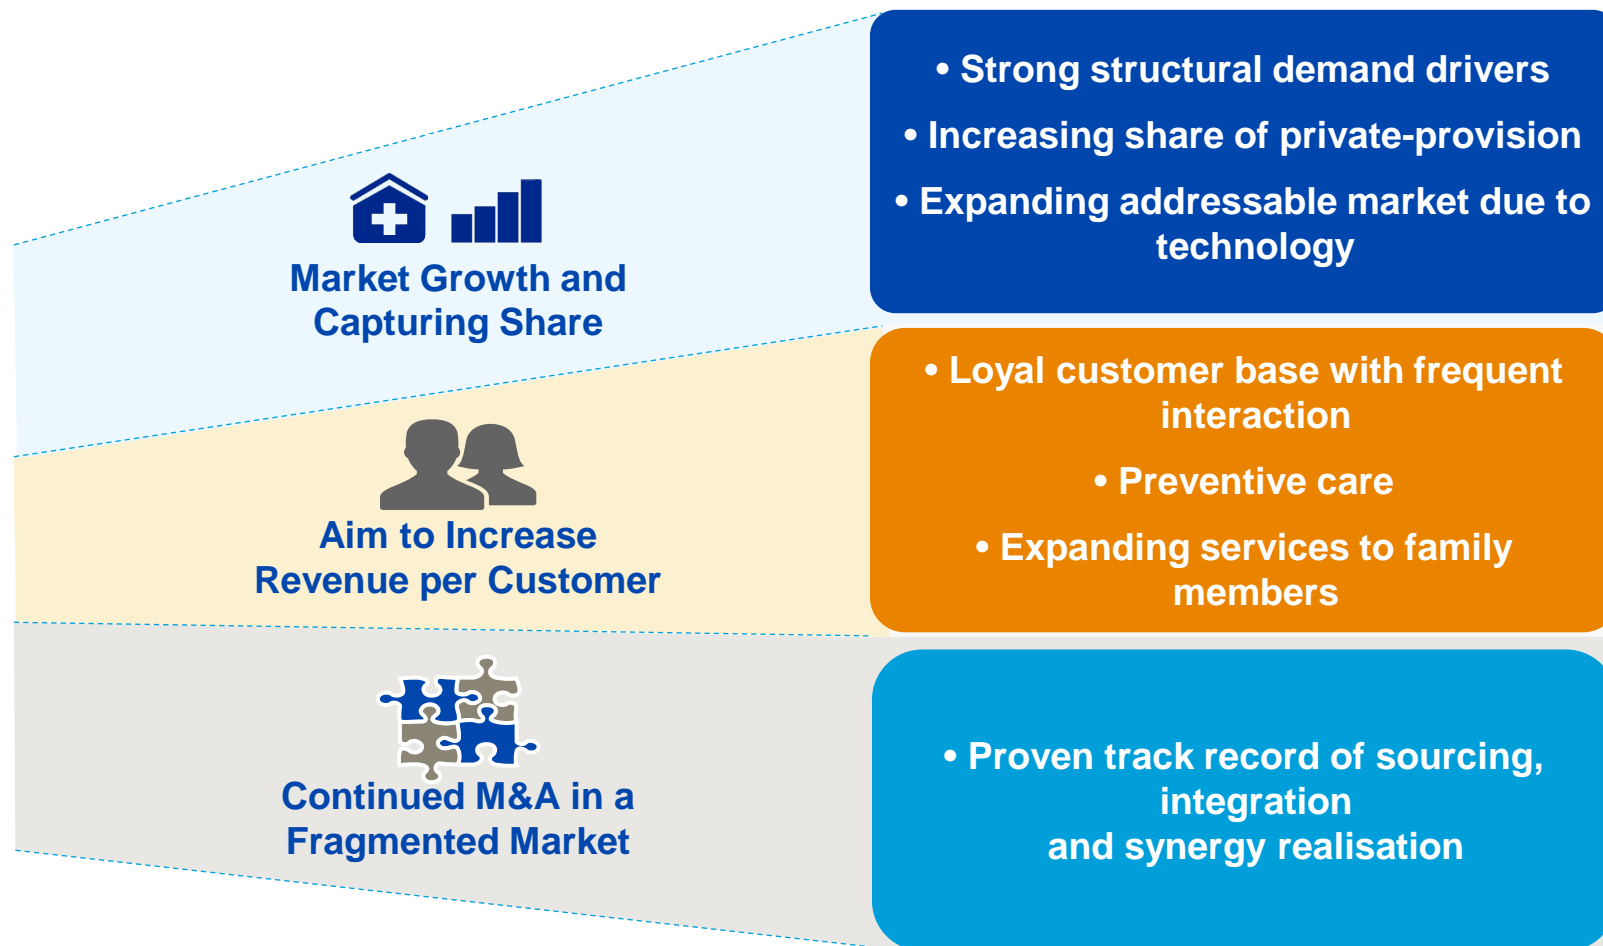 Market Growth and
Capturing Share
• Strong structural demand drivers
• Increasing share of private-provision
• Expanding addressable market due to
technology
Aim to Increase
Revenue per Customer
• Loyal customer base with frequent
interaction
• Preventive care
• Expanding services to family
members
Continued M&A in a
Fragmented Market
• Proven track record of sourcing,
integration
and synergy realisation